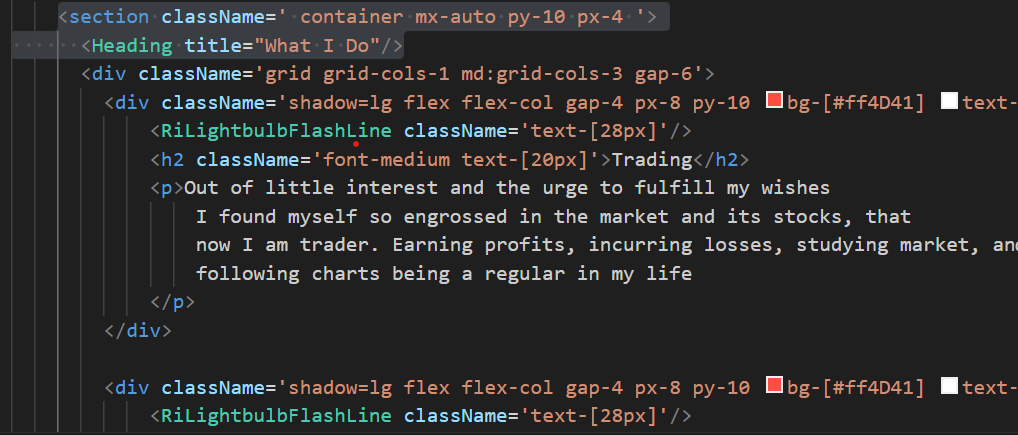 <section className=' container mx-auto py-10 px-4 '>
<Heading title="What I Do"/>
<div className='grid grid-cols-1 md:grid-cols-3 gap-6'>
<div className='shadow=lg flex flex-col gap-4 px-8 py-10 bg-[#ff4D41] text-
<RiLightbulbFlashLine className='text-[28px]'/>
<h2 className='font-medium text-[20px]'>Trading</h2>
<p>Out of little interest and the urge to fulfill my wishes
I found myself so engrossed in the market and its stocks, that
now I am trader. Earning profits, incurring losses, studying market, and
following charts being a regular in my life
</p>
</div>
<div className='shadow=lg flex flex-col gap-4 px-8 py-10 bg-[#ff4D41] text-
<RiLightbulbFlashLine className='text-[28px]'/>